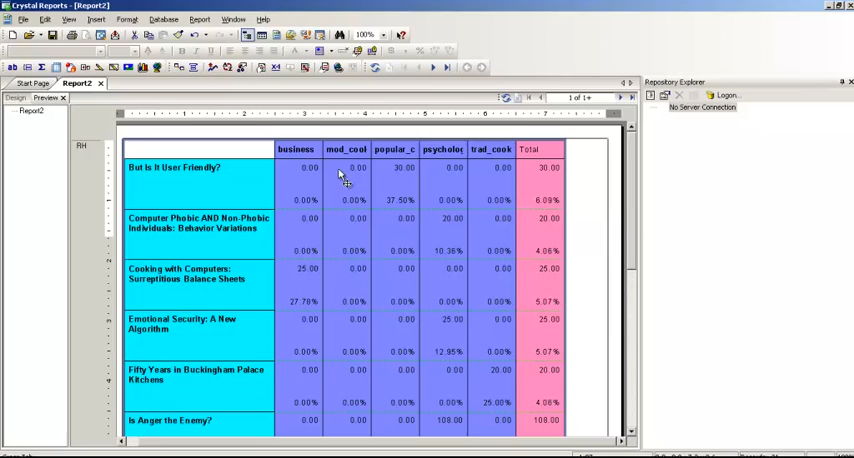 Crystal Reports - [Report2]
File Edit View Insert Format Database Report Window Help
100%
Start Page Report2
Design Preview
1 of 1+
Report2
RH
1 2 3 4 5 6 7
business mod_cook popular_c psycholog trad_cook Total
But Is It User Friendly? 0.00 0.00 30.00 0.00 0.00 30.00
0.00% 0.00% 37.50% 0.00% 0.00% 6.09%
Computer Phobic AND Non-Phobic Individuals: Behavior Variations 0.00 0.00 0.00 20.00 0.00 20.00
0.00% 0.00% 0.00% 10.36% 0.00% 4.06%
Cooking with Computers: Surreptitious Balance Sheets 25.00 0.00 0.00 0.00 0.00 25.00
27.78% 0.00% 0.00% 0.00% 0.00% 5.07%
Emotional Security: A New Algorithm 0.00 0.00 0.00 25.00 0.00 25.00
0.00% 0.00% 0.00% 12.95% 0.00% 5.07%
Fifty Years in Buckingham Palace Kitchens 0.00 0.00 0.00 0.00 20.00 20.00
0.00% 0.00% 0.00% 0.00% 25.00% 4.06%
Is Anger the Enemy? 0.00 0.00 0.00 108.00 0.00 108.00
Repository Explorer
Logon...
No Server Connection